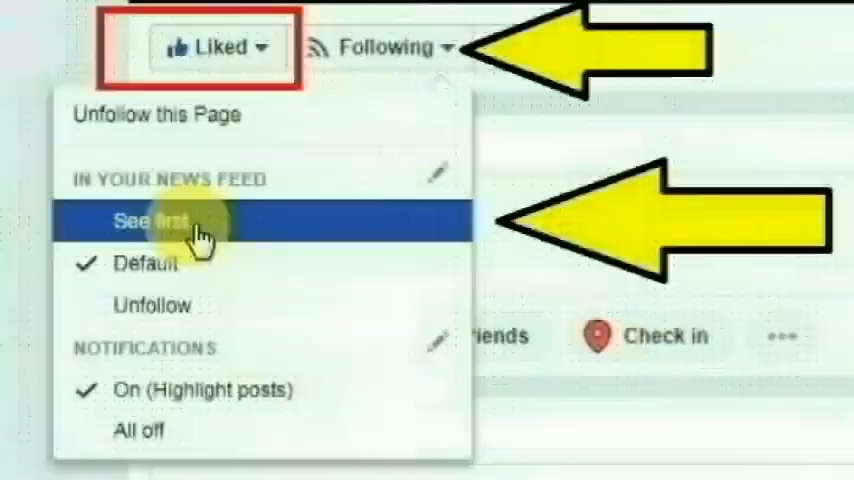 Liked Following
Unfollow this Page
IN YOUR NEWS FEED
See first
Default
Unfollow
riends Check in
NOTIFICATIONS
On (Highlight posts)
All off